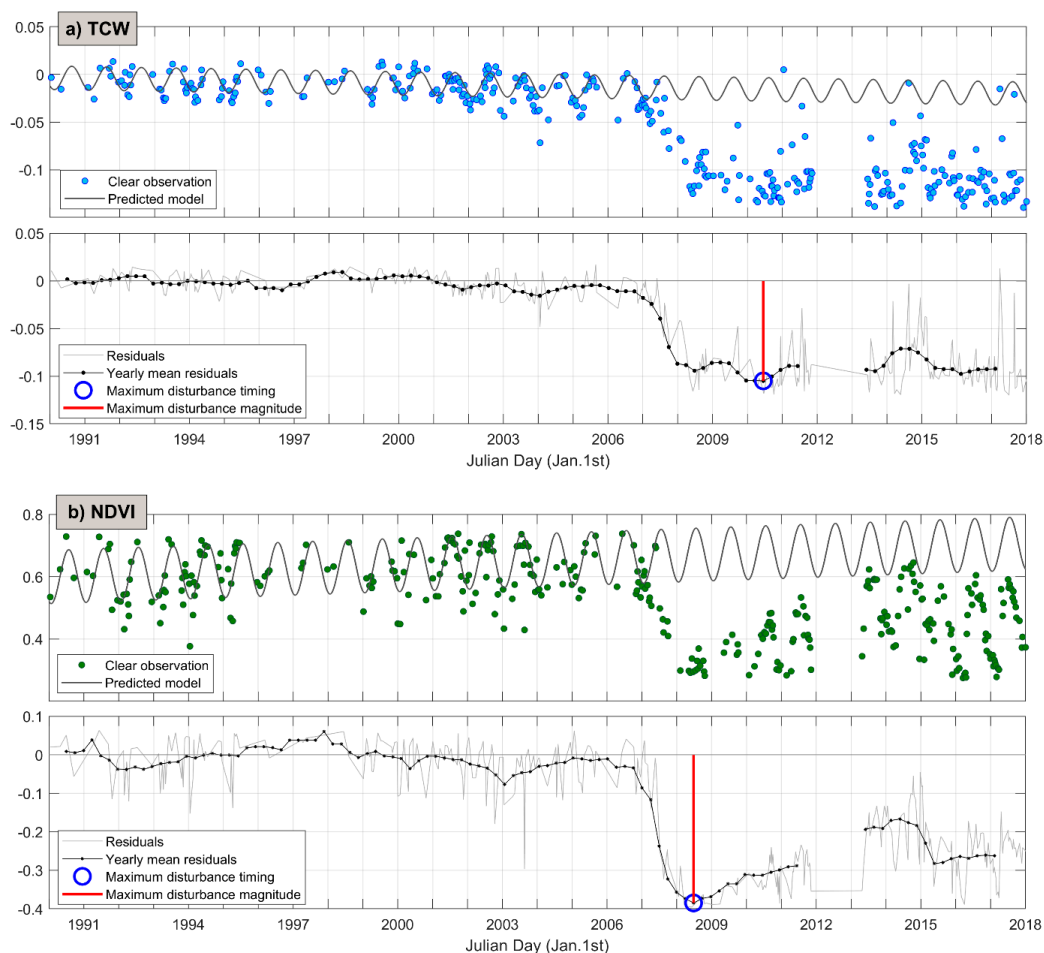 a) TCW
0.05
0
-0.05
-0.1
Clear observation
Predicted model
0.05
0
-0.05
-0.1
-0.15
Residuals
Yearly mean residuals
Maximum disturbance timing
Maximum disturbance magnitude
1991 1994 1997 2000 2003 2006 2009 2012 2015 2018
Julian Day (Jan.1st)
b) NDVI
0.8
0.6
0.4
Clear observation
Predicted model
0.1
0
-0.1
-0.2
-0.3
-0.4
Residuals
Yearly mean residuals
Maximum disturbance timing
Maximum disturbance magnitude
1991 1994 1997 2000 2003 2006 2009 2012 2015 2018
Julian Day (Jan.1st)